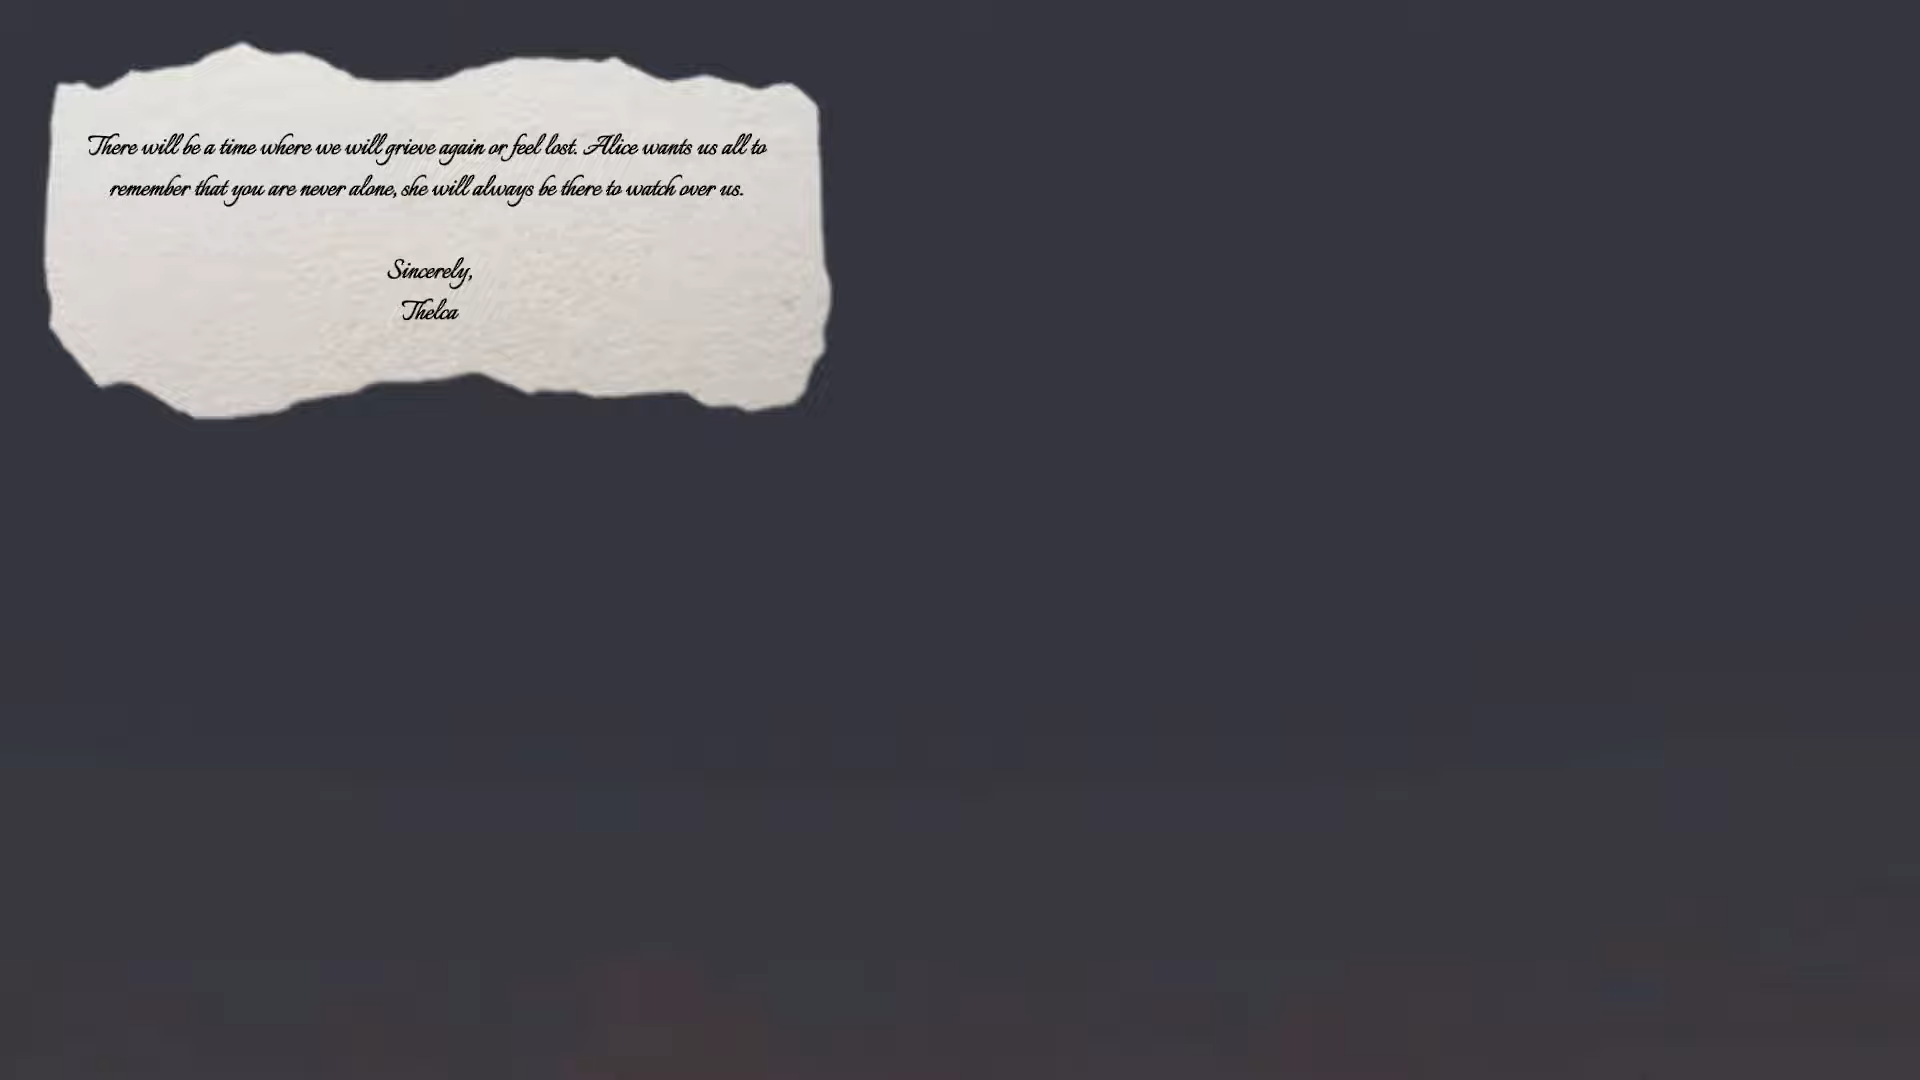 There will be a time where we will grieve again or feel lost. Alice wants us all to
remember that you are never alone, she will always be there to watch over us.
Sincerely,
Thelca